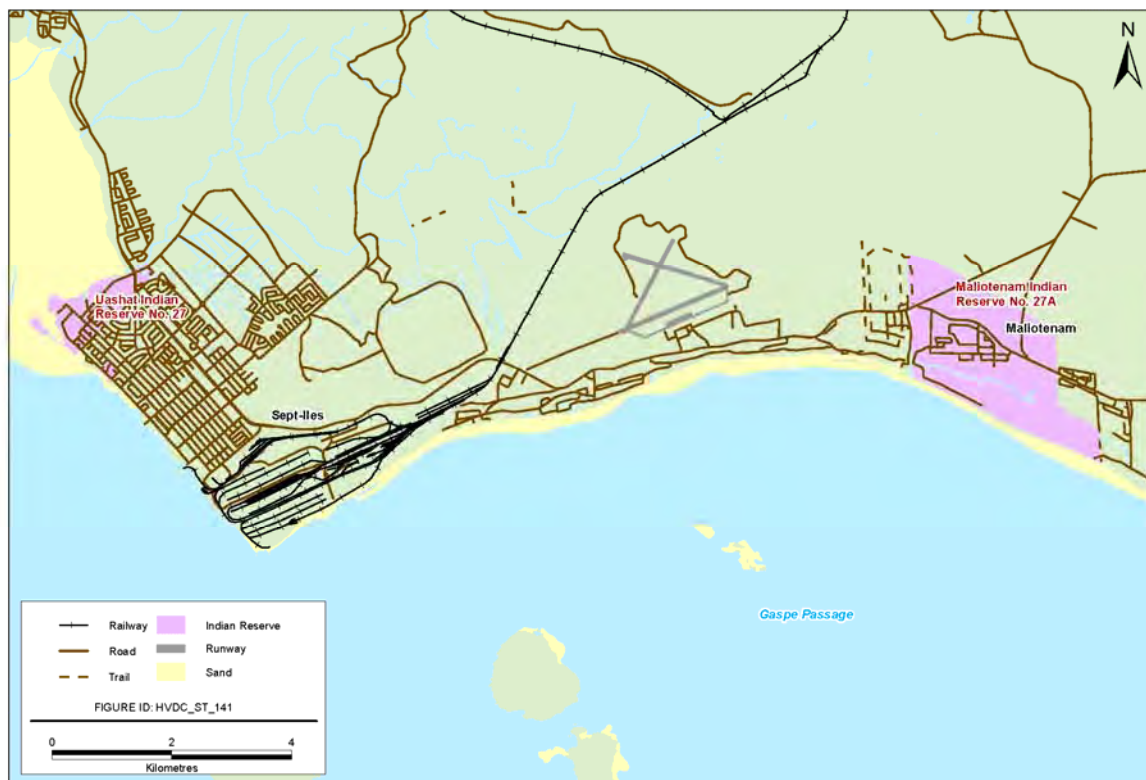 N
Uashat Indian
Reserve No. 27
Maliotenam Indian
Reserve No. 27A
Maliotenam
Sept-Iles
Gaspe Passage
Railway
Indian Reserve
Road
Runway
Trail
Sand
FIGURE ID: HVDC_ST_141
0 2 4
Kilometres